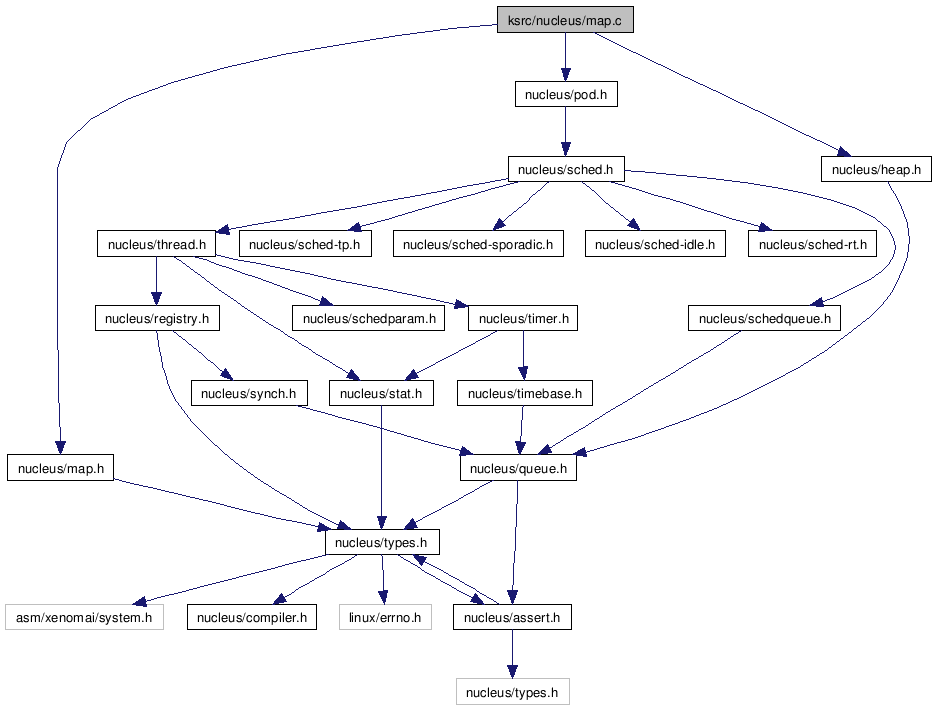 ksrc/nucleus/map.c
nucleus/pod.h
nucleus/sched.h
nucleus/heap.h
nucleus/thread.h
nucleus/sched-tp.h
nucleus/sched-sporadic.h
nucleus/sched-idle.h
nucleus/sched-rt.h
nucleus/registry.h
nucleus/schedparam.h
nucleus/timer.h
nucleus/schedqueue.h
nucleus/synch.h
nucleus/stat.h
nucleus/timebase.h
nucleus/map.h
nucleus/queue.h
nucleus/types.h
asm/xenomai/system.h
nucleus/compiler.h
linux/errno.h
nucleus/assert.h
nucleus/types.h